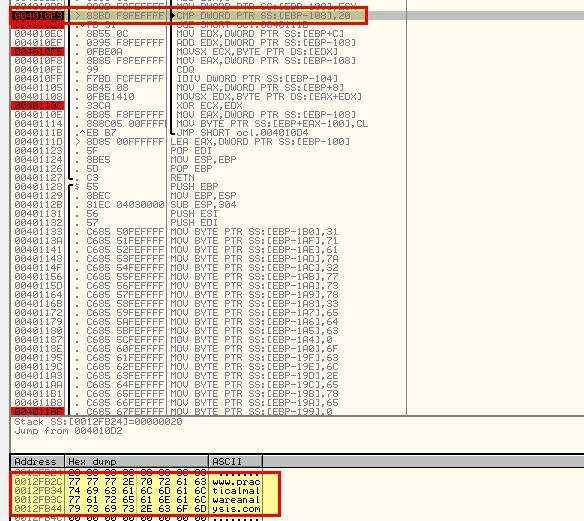 004010E3 > 83BD F8FEFFFF CMP DWORD PTR SS:[EBP-108],20
004010EC . 8B55 0C MOV EDX,DWORD PTR SS:[EBP+C]
004010EF . 0395 F8FEFFFF ADD EDX,DWORD PTR SS:[EBP-108]
004010F5 . 0FBE0A MOVSX ECX,BYTE PTR DS:[EDX]
004010F8 . 8B85 F8FEFFFF MOV EAX,DWORD PTR SS:[EBP-108]
004010FE . 99 CDQ
004010FF . F7BD FCFEFFFF IDIV DWORD PTR SS:[EBP-104]
00401105 . 8B45 08 MOV EAX,DWORD PTR SS:[EBP+8]
00401108 . 0FBE1410 MOVSX EDX,BYTE PTR DS:[EAX+EDX]
0040110C . 33CA XOR ECX,EDX
0040110E . 8B85 F8FEFFFF MOV EAX,DWORD PTR SS:[EBP-108]
00401114 . 888C05 00FFFF MOV BYTE PTR SS:[EBP+EAX-100],CL
0040111B .^EB B7 JMP SHORT ocl.004010D4
0040111D > 8D85 00FFFFFF LEA EAX,DWORD PTR SS:[EBP-100]
00401123 . 5F POP EDI
00401124 . 8BE5 MOV ESP,EBP
00401126 . 5D POP EBP
00401127 . C3 RETN
00401128 $ 55 PUSH EBP
00401129 . 8BEC MOV EBP,ESP
0040112B . 81EC 04030000 SUB ESP,304
00401131 . 56 PUSH ESI
00401132 . 57 PUSH EDI
00401133 . C685 50FEFFFF MOV BYTE PTR SS:[EBP-1B0],31
0040113A . C685 51FEFFFF MOV BYTE PTR SS:[EBP-1AF],71
00401141 . C685 52FEFFFF MOV BYTE PTR SS:[EBP-1AE],61
00401148 . C685 53FEFFFF MOV BYTE PTR SS:[EBP-1AD],7A
0040114F . C685 54FEFFFF MOV BYTE PTR SS:[EBP-1AC],32
00401156 . C685 55FEFFFF MOV BYTE PTR SS:[EBP-1AB],77
0040115D . C685 56FEFFFF MOV BYTE PTR SS:[EBP-1AA],73
00401164 . C685 57FEFFFF MOV BYTE PTR SS:[EBP-1A9],78
0040116B . C685 58FEFFFF MOV BYTE PTR SS:[EBP-1A8],33
00401172 . C685 59FEFFFF MOV BYTE PTR SS:[EBP-1A7],65
00401179 . C685 5AFEFFFF MOV BYTE PTR SS:[EBP-1A6],64
00401180 . C685 5BFEFFFF MOV BYTE PTR SS:[EBP-1A5],63
00401187 . C685 5CFEFFFF MOV BYTE PTR SS:[EBP-1A4],0
0040118E . C685 60FEFFFF MOV BYTE PTR SS:[EBP-1A0],6F
00401195 . C685 61FEFFFF MOV BYTE PTR SS:[EBP-19F],63
0040119C . C685 62FEFFFF MOV BYTE PTR SS:[EBP-19E],6C
004011A3 . C685 63FEFFFF MOV BYTE PTR SS:[EBP-19D],2E
004011AA . C685 64FEFFFF MOV BYTE PTR SS:[EBP-19C],65
004011B1 . C685 65FEFFFF MOV BYTE PTR SS:[EBP-19B],78
004011B8 . C685 66FEFFFF MOV BYTE PTR SS:[EBP-19A],65
004011BF . C685 67FEFFFF MOV BYTE PTR SS:[EBP-199],0
Stack SS:[0012FB24]=00000020
Jump from 004010D2
Address Hex dump ASCII
0012FB2C 77 77 77 2E 70 72 61 63 www.prac
0012FB34 74 69 63 61 6C 6D 61 6C ticalmal
0012FB3C 77 61 72 65 61 6E 61 6C wareanal
0012FB44 79 73 69 73 2E 63 6F 6D ysis.com